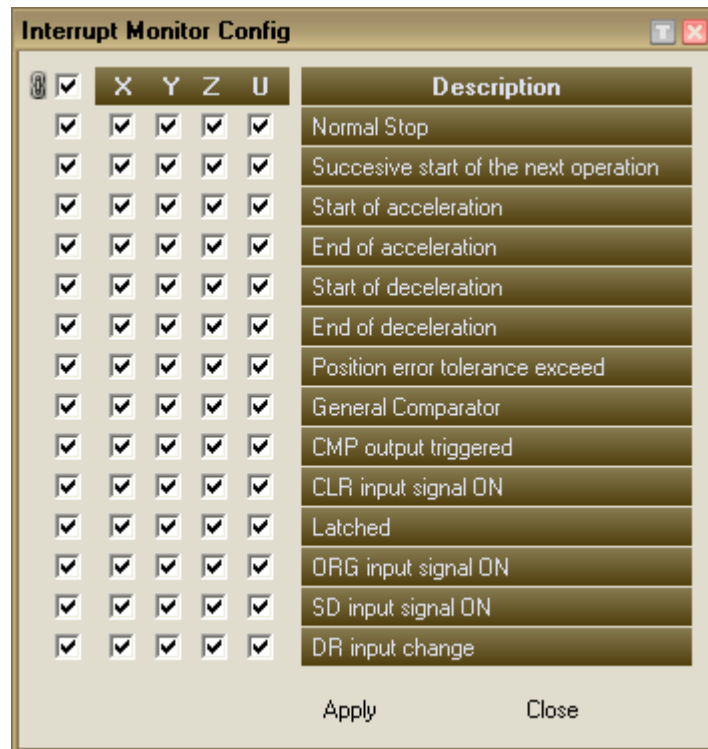 Interrupt Monitor Config
X Y Z U Description
Normal Stop
Succesive start of the next operation
Start of acceleration
End of acceleration
Start of deceleration
End of deceleration
Position error tolerance exceed
General Comparator
CMP output triggered
CLR input signal ON
Latched
ORG input signal ON
SD input signal ON
DR input change
Apply Close